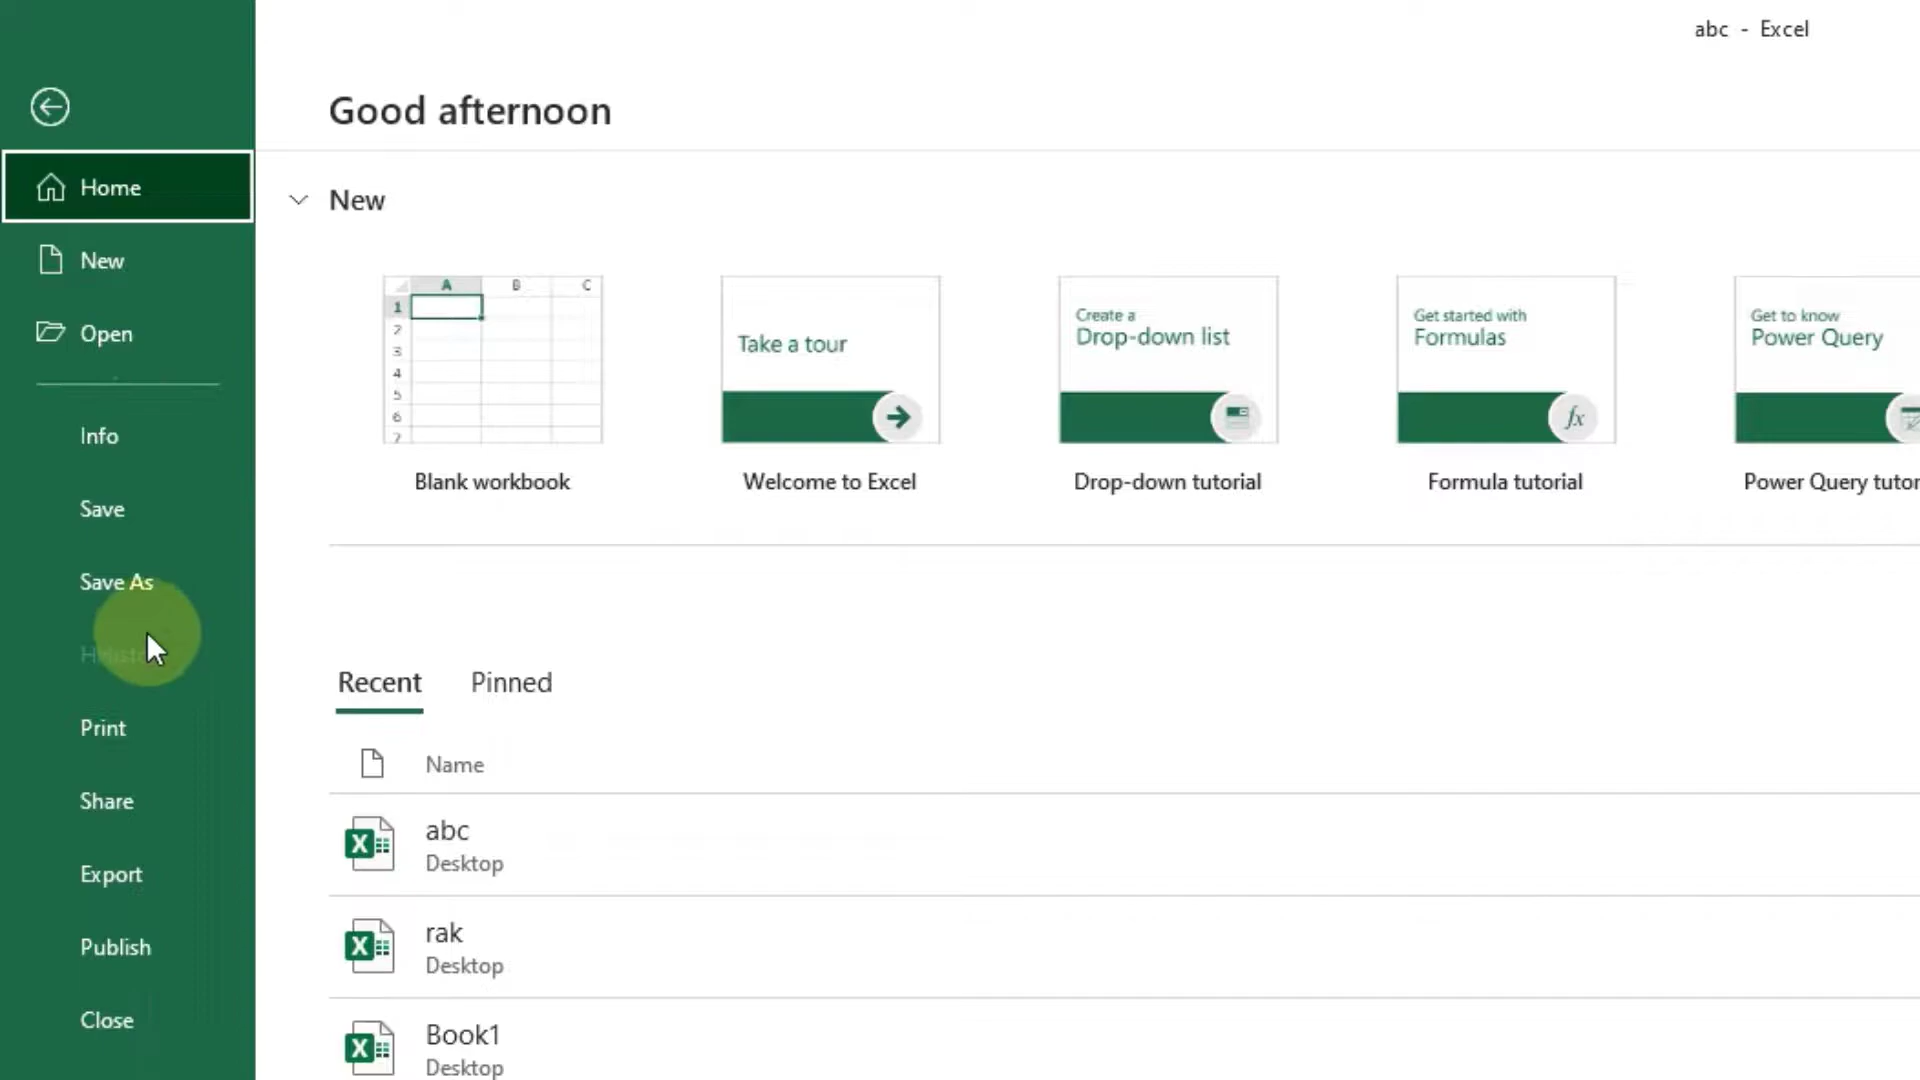 abc - Excel
Good afternoon
Home
New
Open
Info
Save
Save As
Print
Share
Export
Publish
Close
New
A B C
1
2
3
4
5
6
7
Blank workbook
Take a tour
Welcome to Excel
Create a
Drop-down list
Drop-down tutorial
Get started with
Formulas
fx
Formula tutorial
Get to know
Power Query
Power Query
Recent Pinned
Name
abc
Desktop
rak
Desktop
Book1
Desktop